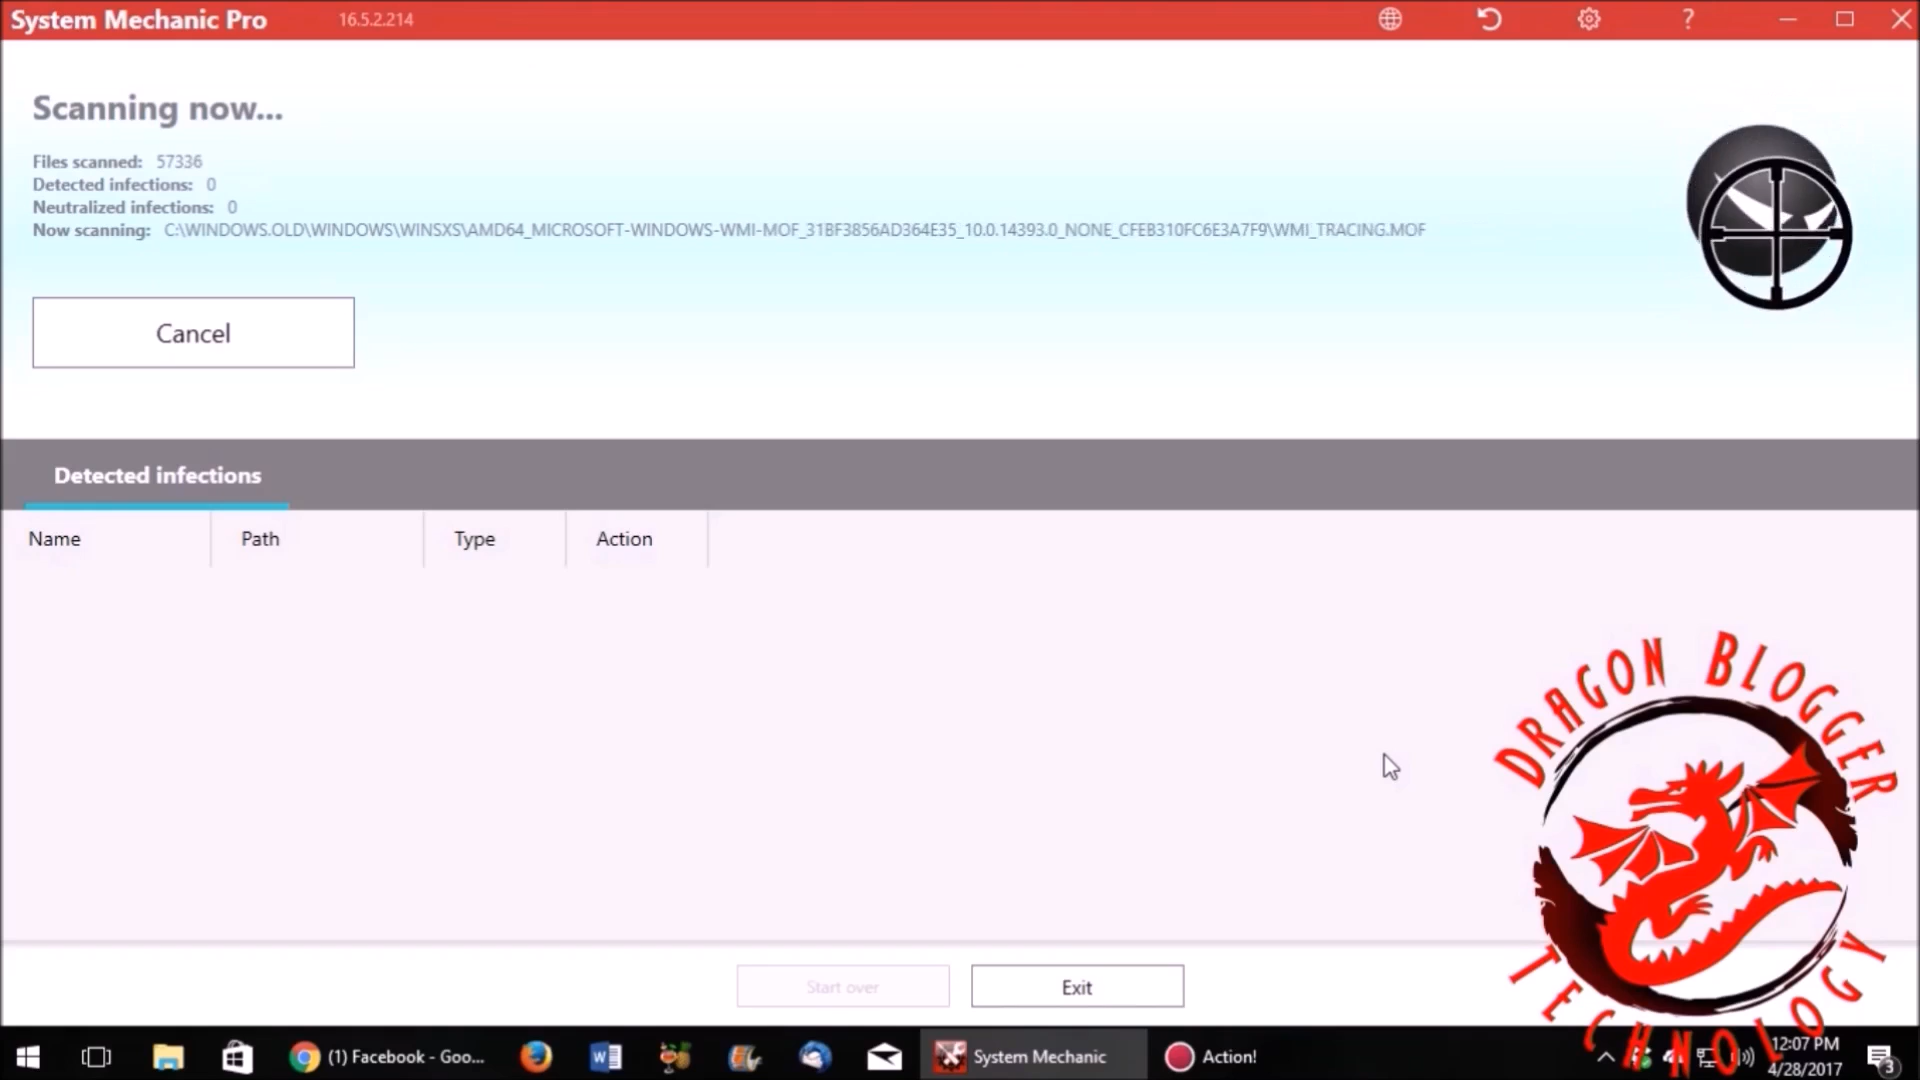 System Mechanic Pro 16.5.2.214 ?
Scanning now...
Files scanned: 57336
Detected infections: 0
Neutralized infections: 0
Now scanning: C:\WINDOWS.OLD\WINDOWS\WINSXS\AMD64_MICROSOFT-WINDOWS-WMI-MOF_31BF3856AD364E35_10.0.14393.0_NONE_CFEB310FC6E3A7F9\WMI_TRACING.MOF
Cancel
Detected infections
Name Path Type Action
DRAGON BLOGGER
TECHNOLOGY
Start over Exit
(1) Facebook - Goo... System Mechanic Action! 12:07 PM
4/28/2017 3